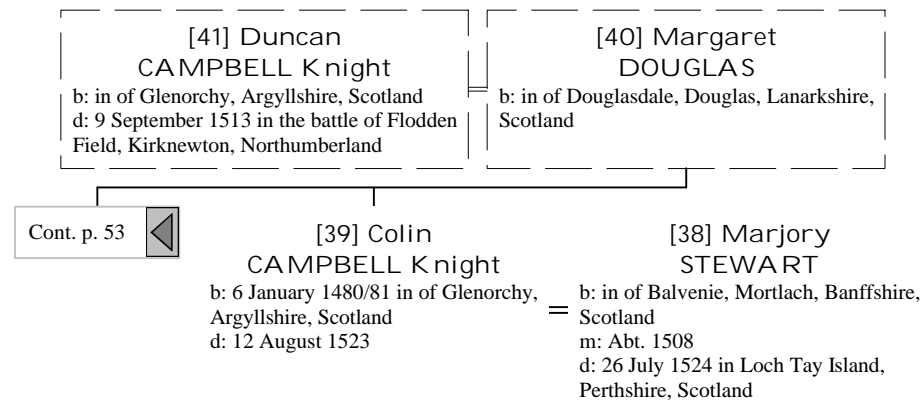 [41] Duncan
CAMPBELL Knight
b: in of Glenorchy, Argyllshire, Scotland
d: 9 September 1513 in the battle of Flodden
Field, Kirknewton, Northumberland
[40] Margaret
DOUGLAS
b: in of Douglasdale, Douglas, Lanarkshire,
Scotland
Cont. p. 53
[39] Colin
CAMPBELL Knight
b: 6 January 1480/81 in of Glenorchy,
Argyllshire, Scotland
d: 12 August 1523
=
[38] Marjory
STEWART
b: in of Balvenie, Mortlach, Banffshire,
Scotland
m: Abt. 1508
d: 26 July 1524 in Loch Tay Island,
Perthshire, Scotland